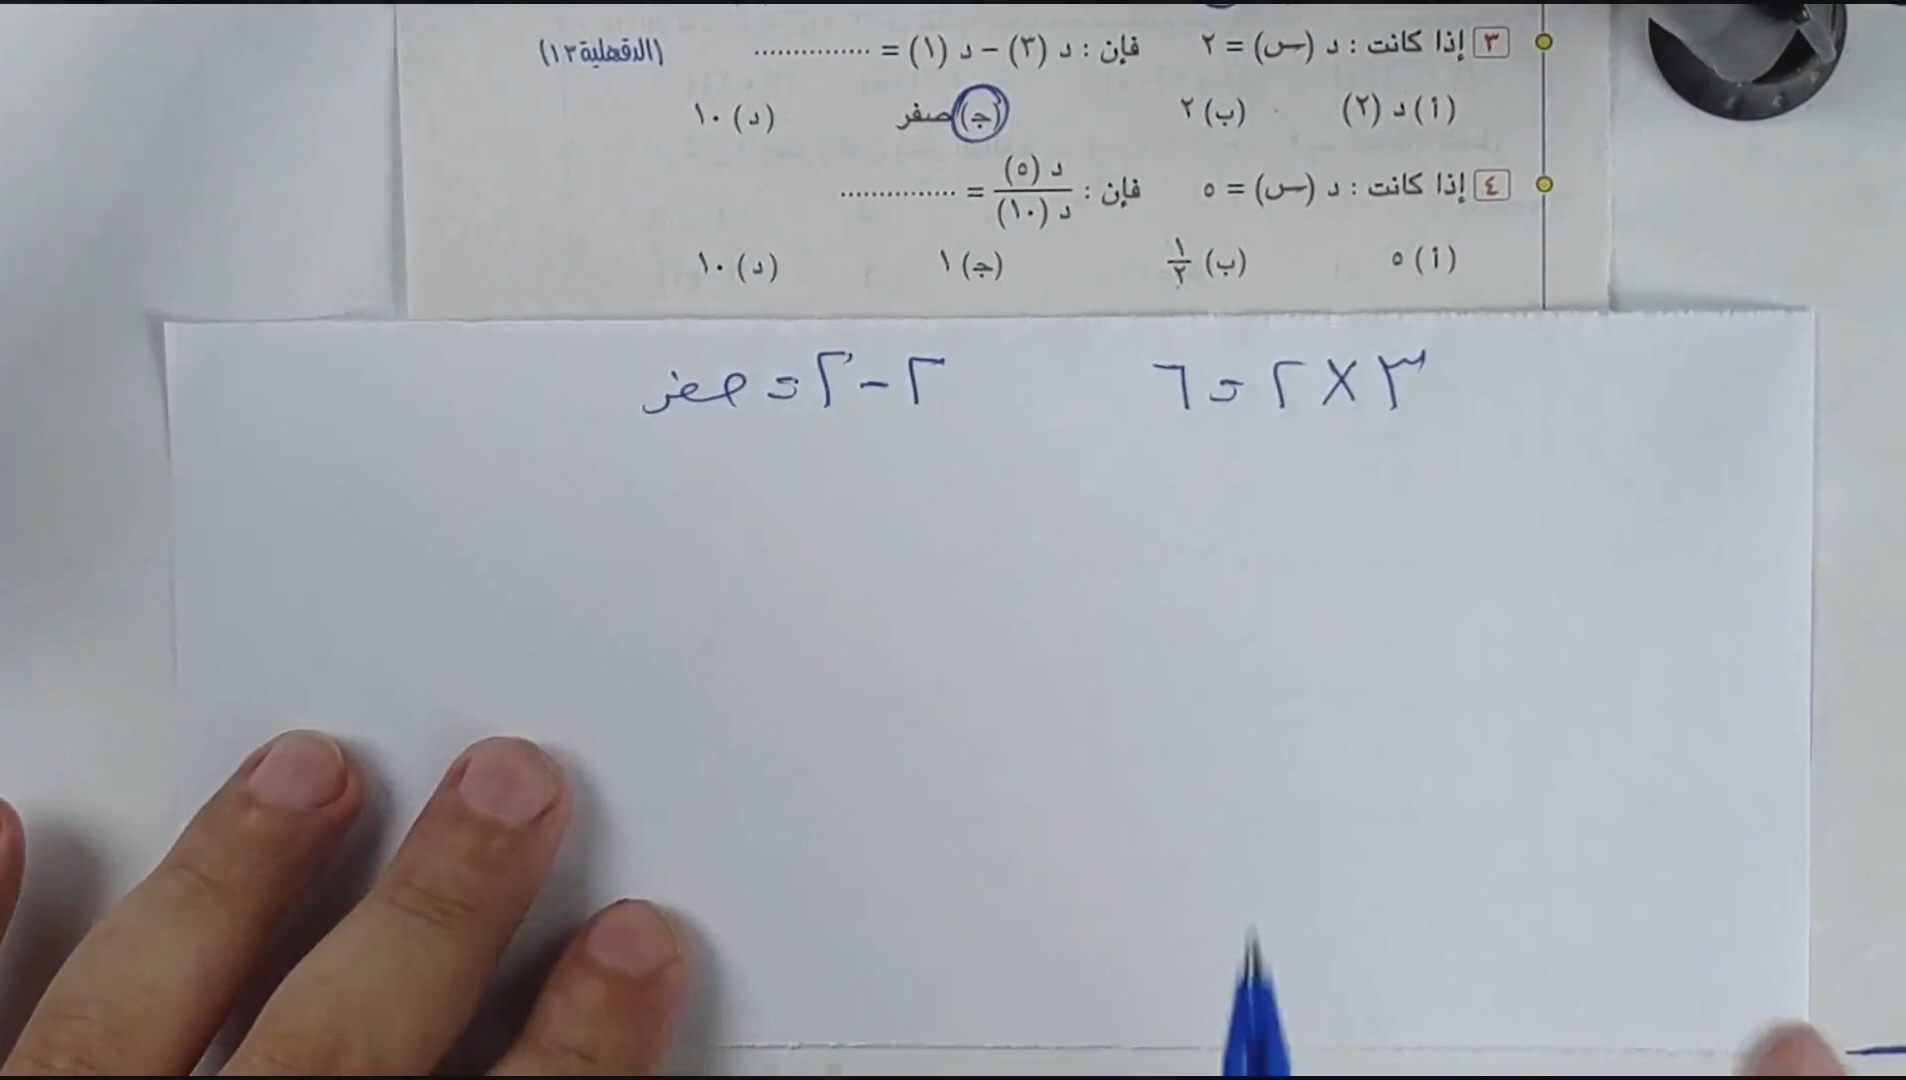 ٣ إذا كانت : د (س) = ٢ فإن : د (٣) − د (١) = ............... (الدقهلية ١٣)
(أ) د (٢) (ب) ٢ (ج) صفر (د) ١٠
٤ إذا كانت : د (س) = ٥ فإن : د (٥) / د (١٠) = ...............
(أ) ٥ (ب) ١/٢ (ج) ١ (د) ١٠
٣ × ٢ = ٦
٢ − ٢ = صفر